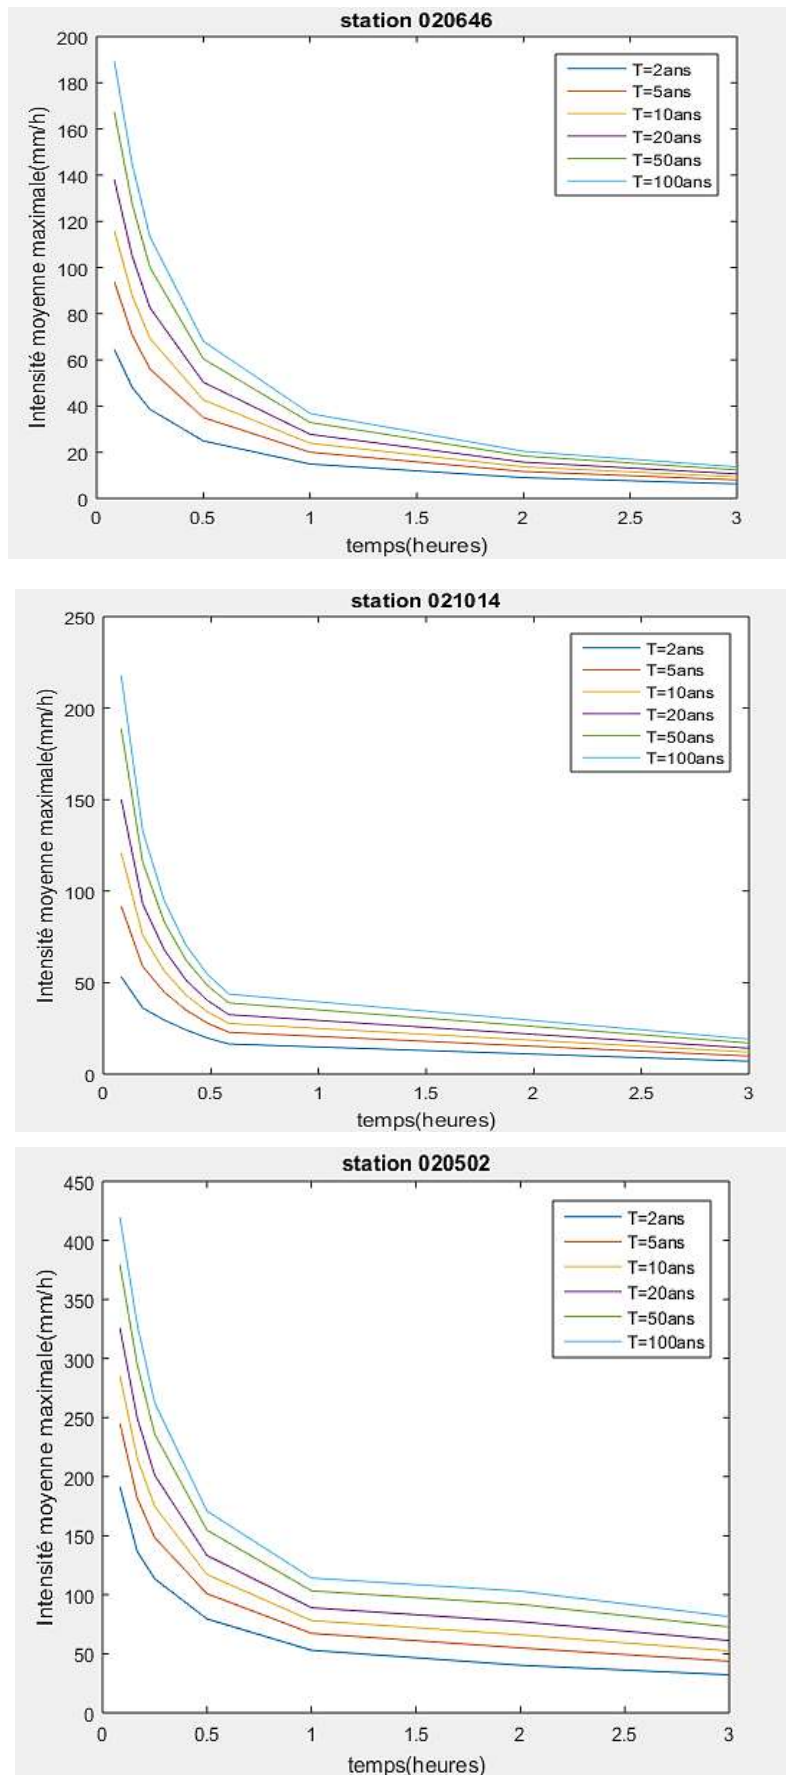 station 020646
200
180
160
140
120
100
80
60
40
20
0
Intensité moyenne maximale(mm/h)
T=2ans
T=5ans
T=10ans
T=20ans
T=50ans
T=100ans
0 0.5 1 1.5 2 2.5 3
temps(heures)
station 021014
250
200
150
100
50
0
Intensité moyenne maximale(mm/h)
T=2ans
T=5ans
T=10ans
T=20ans
T=50ans
T=100ans
0 0.5 1 1.5 2 2.5 3
temps(heures)
station 020502
450
400
350
300
250
200
150
100
50
0
Intensité moyenne maximale(mm/h)
T=2ans
T=5ans
T=10ans
T=20ans
T=50ans
T=100ans
0 0.5 1 1.5 2 2.5 3
temps(heures)